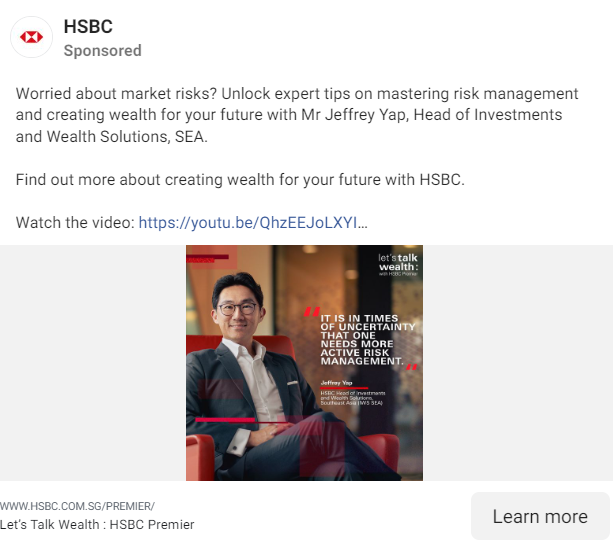 HSBC
Sponsored
Worried about market risks? Unlock expert tips on mastering risk management
and creating wealth for your future with Mr Jeffrey Yap, Head of Investments
and Wealth Solutions, SEA.
Find out more about creating wealth for your future with HSBC.
Watch the video: https://youtu.be/QhzEEJoLXYI…
let's talk
wealth:
with HSBC Premier
“IT IS IN TIMES
OF UNCERTAINTY
THAT ONE
NEEDS MORE
ACTIVE RISK
MANAGEMENT.”
Jeffrey Yap
HSBC Head of Investments
and Wealth Solutions,
Southeast Asia (IWS SEA)
WWW.HSBC.COM.SG/PREMIER/
Let's Talk Wealth : HSBC Premier
Learn more